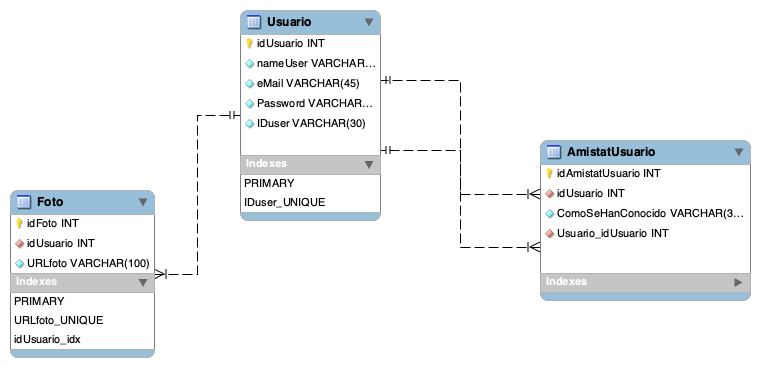 Usuario
idUsuario INT
nameUser VARCHAR...
eMail VARCHAR(45)
Password VARCHAR...
IDuser VARCHAR(30)
Indexes
PRIMARY
IDuser_UNIQUE
Foto
idFoto INT
idUsuario INT
URLfoto VARCHAR(100)
Indexes
PRIMARY
URLfoto_UNIQUE
idUsuario_idx
AmistatUsuario
idAmistatUsuario INT
idUsuario INT
ComoSeHanConocido VARCHAR(3...
Usuario_idUsuario INT
Indexes